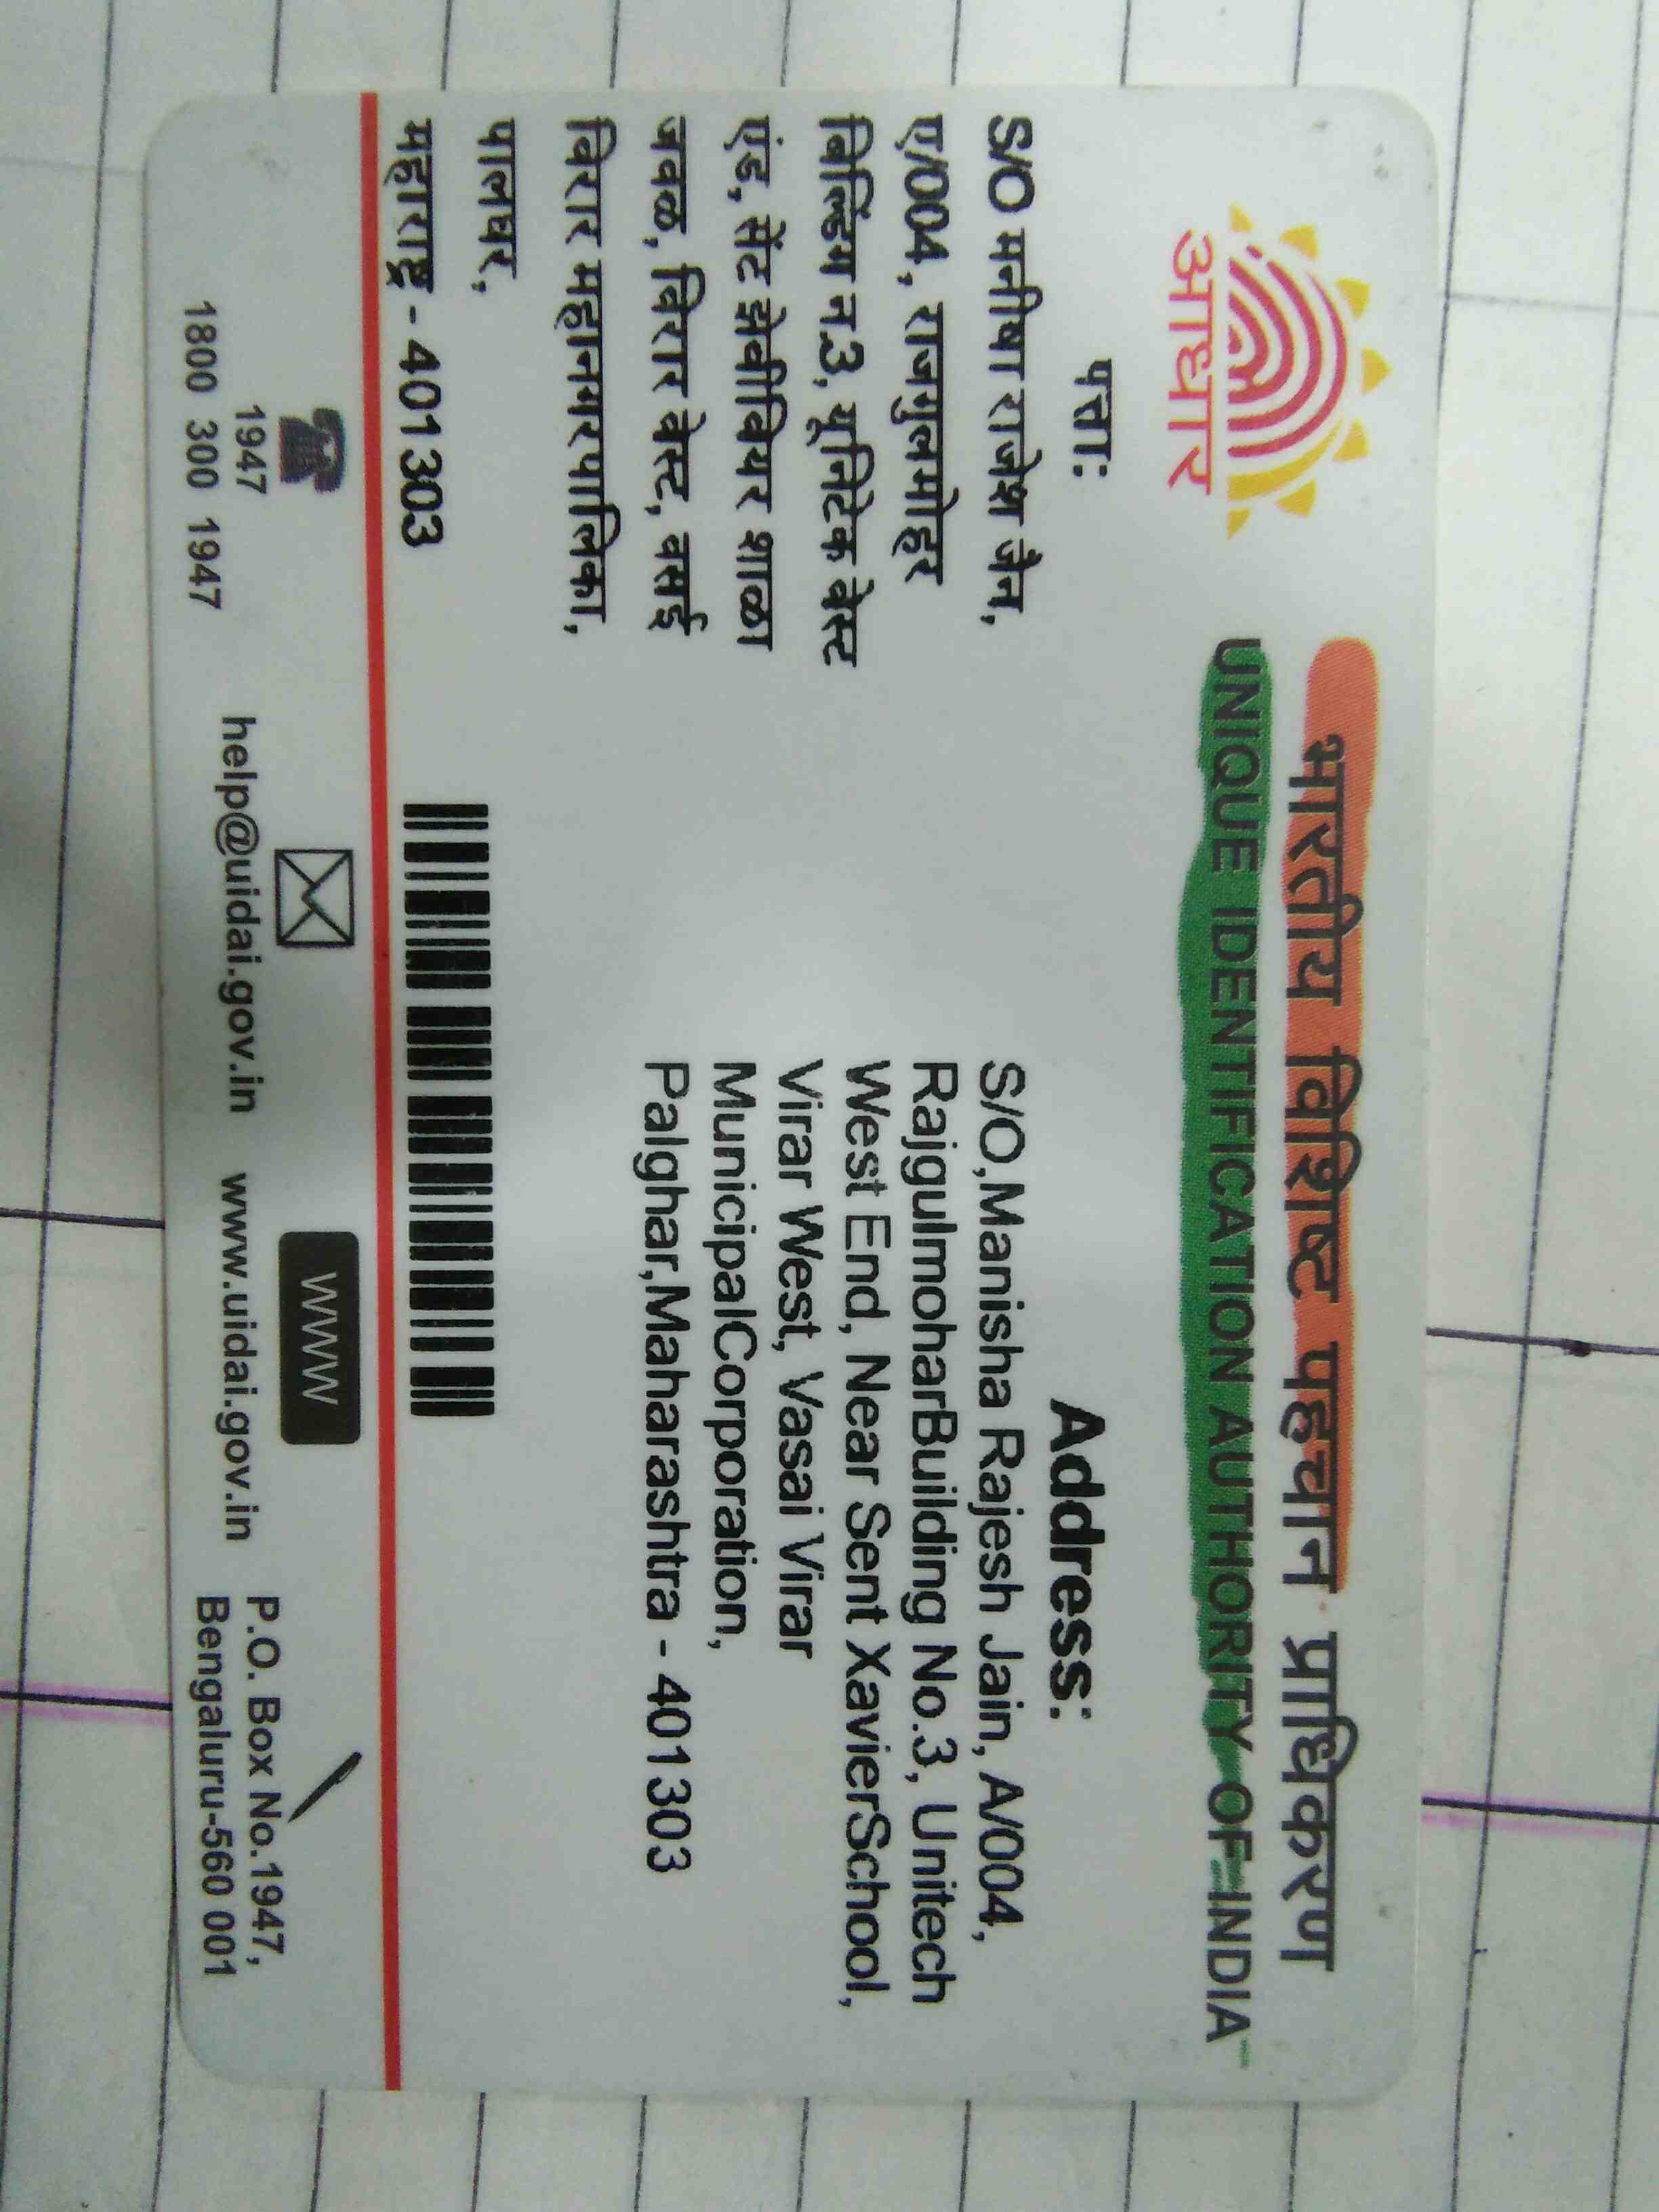 आधार
भारतीय विशिष्ट पहचान प्राधिकरण
UNIQUE IDENTIFICATION AUTHORITY OF INDIA
पत्ता:
S/O मनीषा राजेश जैन,
ए/004, राजगुलमोहर
बिल्डिंग न.3, यूनिटेक वेस्ट
एंड, सेंट झेवीवियर शाळा
जवळ, विरार वेस्ट, वसई
विरार महानगरपालिका,
पालघर,
महाराष्ट्र - 401303
Address:
S/O,Manisha Rajesh Jain, A/004,
RajgulmoharBuilding No.3, Unitech
West End, Near Sent XavierSchool,
Virar West, Vasai Virar
MunicipalCorporation,
Palghar,Maharashtra - 401303
1947
1800 300 1947
help@uidai.gov.in
WWW
www.uidai.gov.in
P.O. Box No.1947,
Bengaluru-560 001